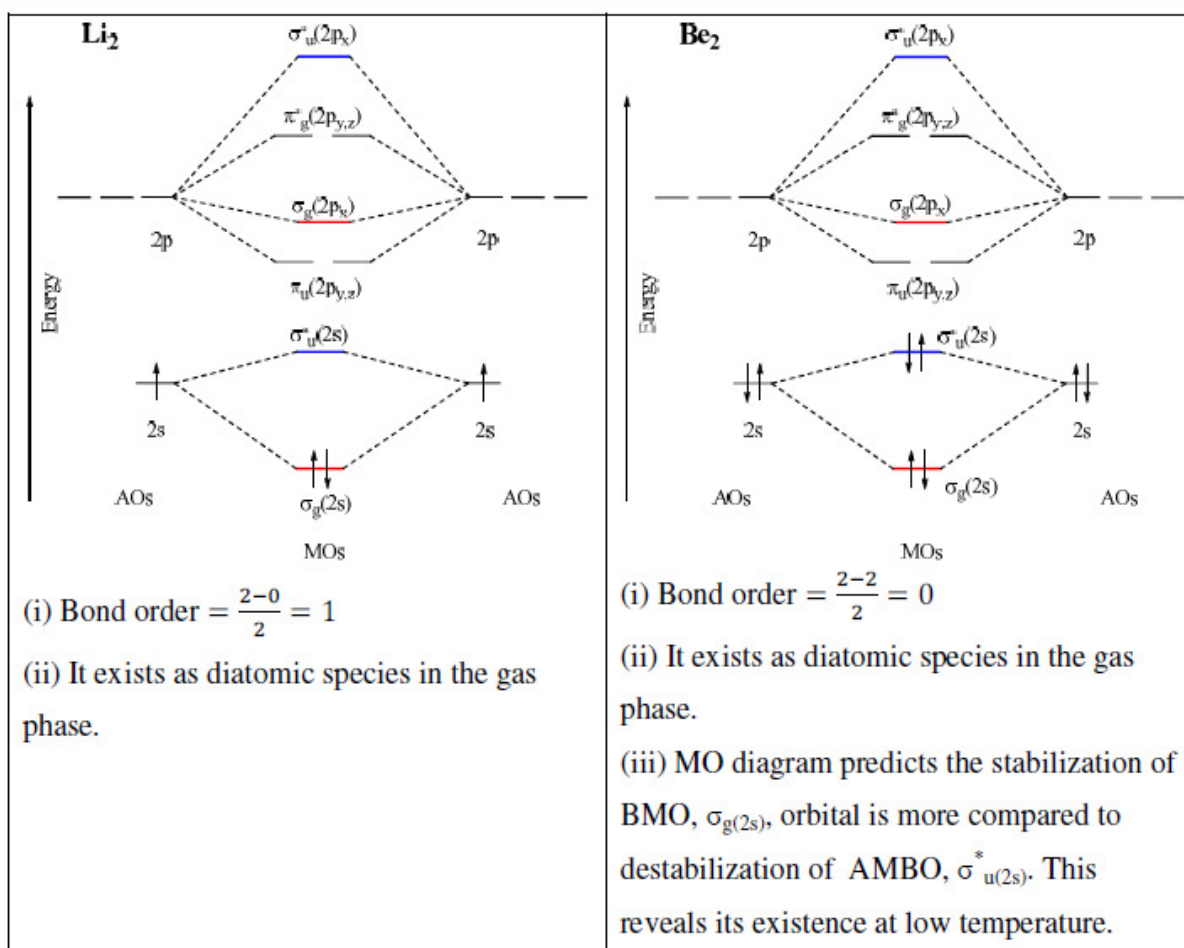 Li₂
σ*u(2pₓ)
π*g(2py,z)
σg(2pₓ)
2p
2p
πu(2py,z)
Energy
σ*u(2s)
2s
2s
AOs
σg(2s)
AOs
MOs
(i) Bond order = (2−0)/2 = 1
(ii) It exists as diatomic species in the gas
phase.
Be₂
σ*u(2pₓ)
π*g(2py,z)
σg(2pₓ)
2p
2p
πu(2py,z)
Energy
σ*u(2s)
2s
2s
AOs
σg(2s)
AOs
MOs
(i) Bond order = (2−2)/2 = 0
(ii) It exists as diatomic species in the gas
phase.
(iii) MO diagram predicts the stabilization of
BMO, σg(2s), orbital is more compared to
destabilization of AMBO, σ*u(2s). This
reveals its existence at low temperature.